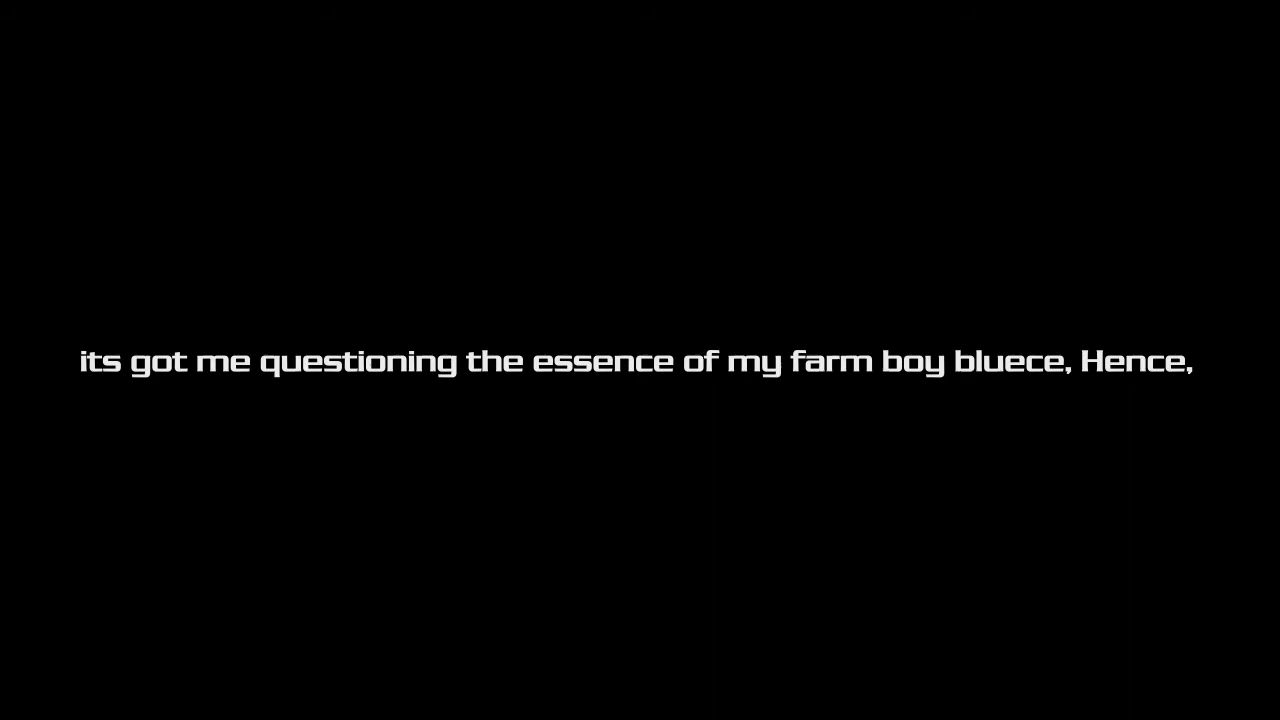 its got me questioning the essence of my farm boy bluece, Hence,